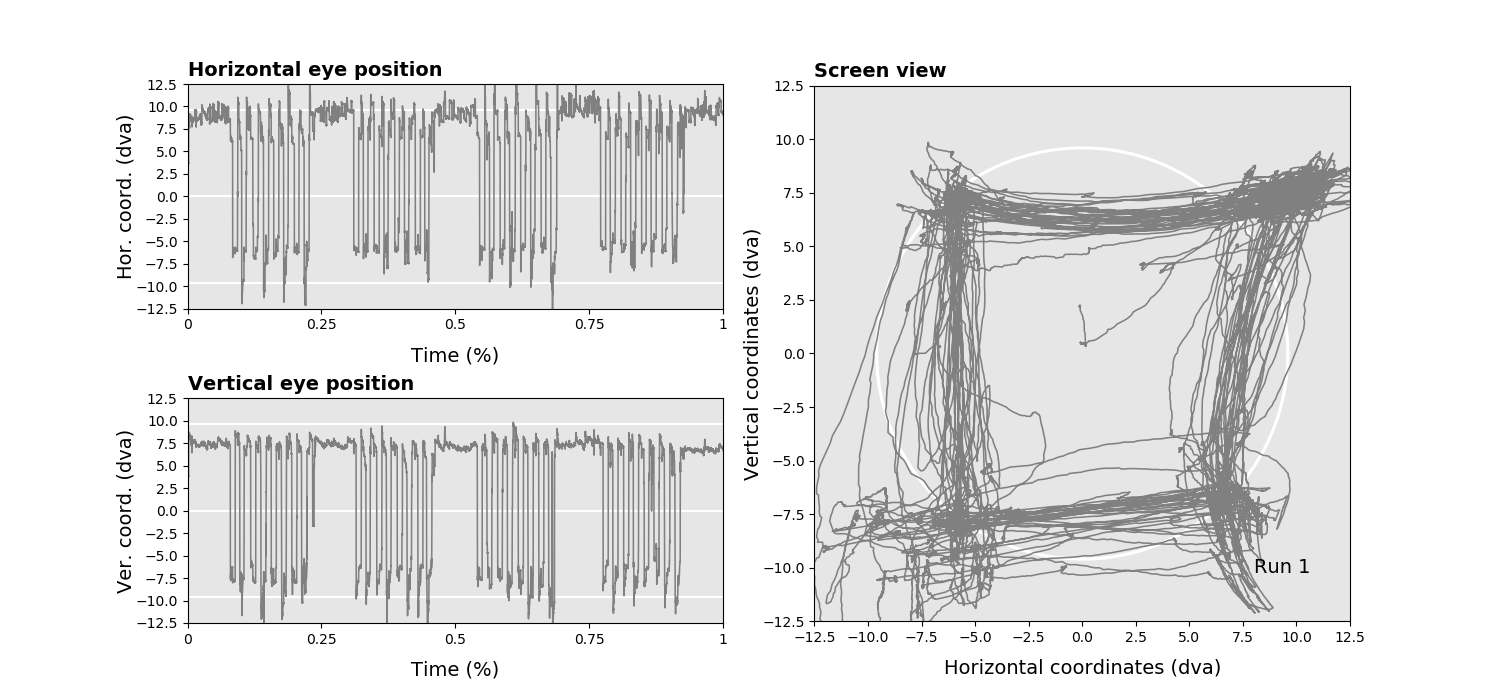 Horizontal eye position
Hor. coord. (dva)
12.5
10.0
7.5
5.0
2.5
0.0
−2.5
−5.0
−7.5
−10.0
−12.5
0 0.25 0.5 0.75 1
Time (%)
Vertical eye position
Ver. coord. (dva)
12.5
10.0
7.5
5.0
2.5
0.0
−2.5
−5.0
−7.5
−10.0
−12.5
0 0.25 0.5 0.75 1
Time (%)
Screen view
Vertical coordinates (dva)
12.5
10.0
7.5
5.0
2.5
0.0
−2.5
−5.0
−7.5
−10.0
−12.5
Run 1
−12.5 −10.0 −7.5 −5.0 −2.5 0.0 2.5 5.0 7.5 10.0 12.5
Horizontal coordinates (dva)